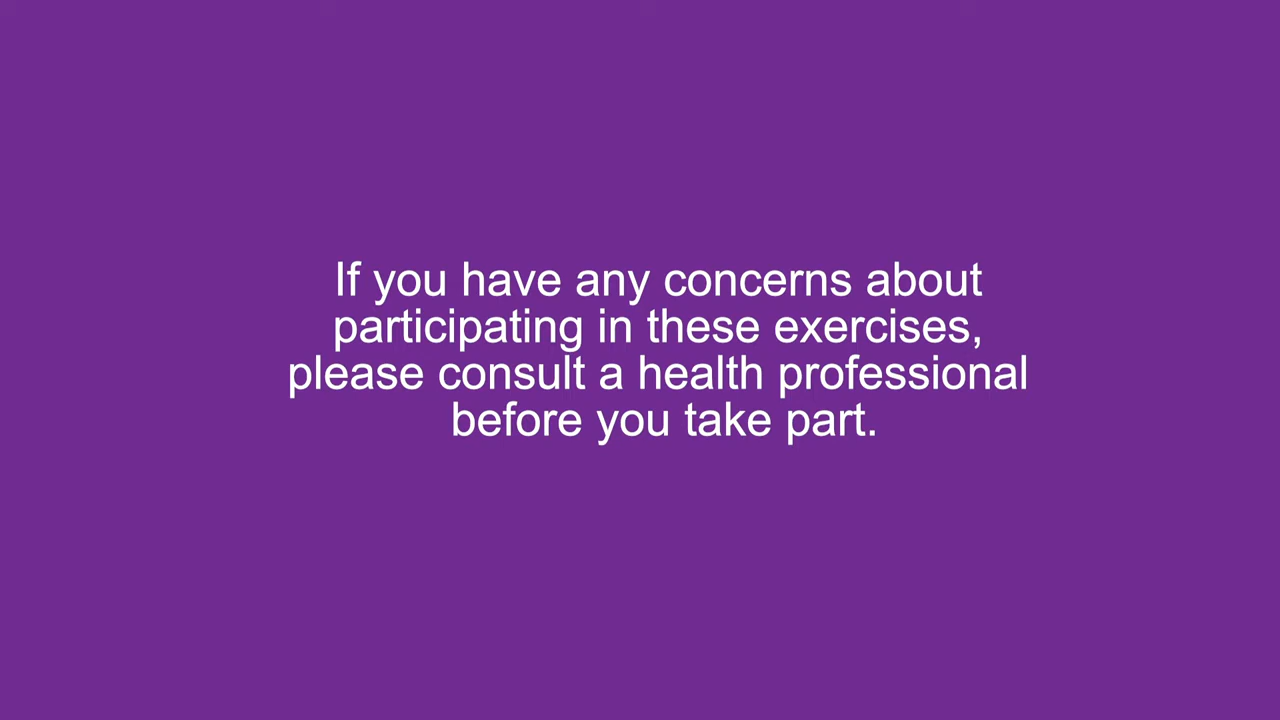 If you have any concerns about
participating in these exercises,
please consult a health professional
before you take part.